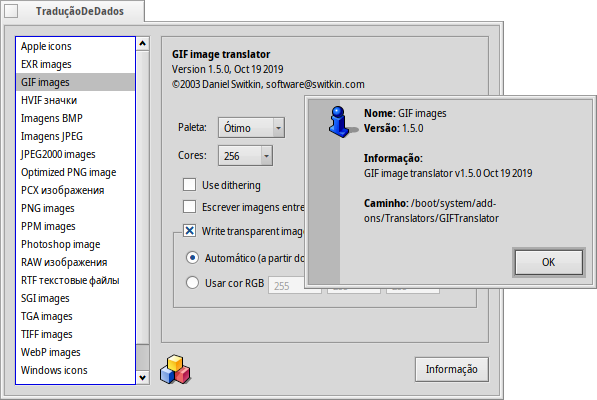 TraduçãoDeDados
Apple icons
EXR images
GIF images
HVIF значки
Imagens BMP
Imagens JPEG
JPEG2000 images
Optimized PNG image
PCX изображения
PNG images
PPM images
Photoshop image
RAW изображения
RTF текстовые файлы
SGI images
TGA images
TIFF images
WebP images
Windows icons
GIF image translator
Version 1.5.0, Oct 19 2019
©2003 Daniel Switkin, software@switkin.com
Paleta: Ótimo
Cores: 256
Use dithering
Escrever imagens entre
Write transparent imag
Automático (a partir do
Usar cor RGB 255
Informação
Nome: GIF images
Versão: 1.5.0
Informação:
GIF image translator v1.5.0 Oct 19 2019
Caminho: /boot/system/add-
ons/Translators/GIFTranslator
OK